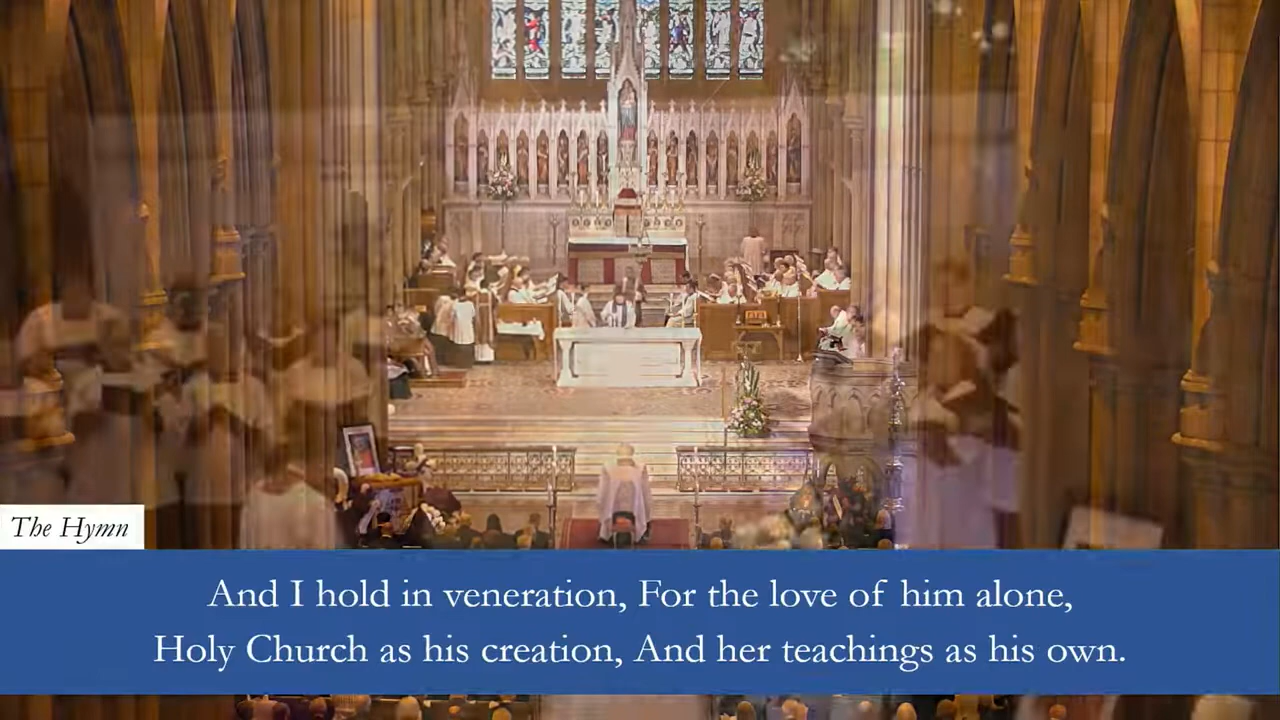 The Hymn
And I hold in veneration, For the love of him alone,
Holy Church as his creation, And her teachings as his own.